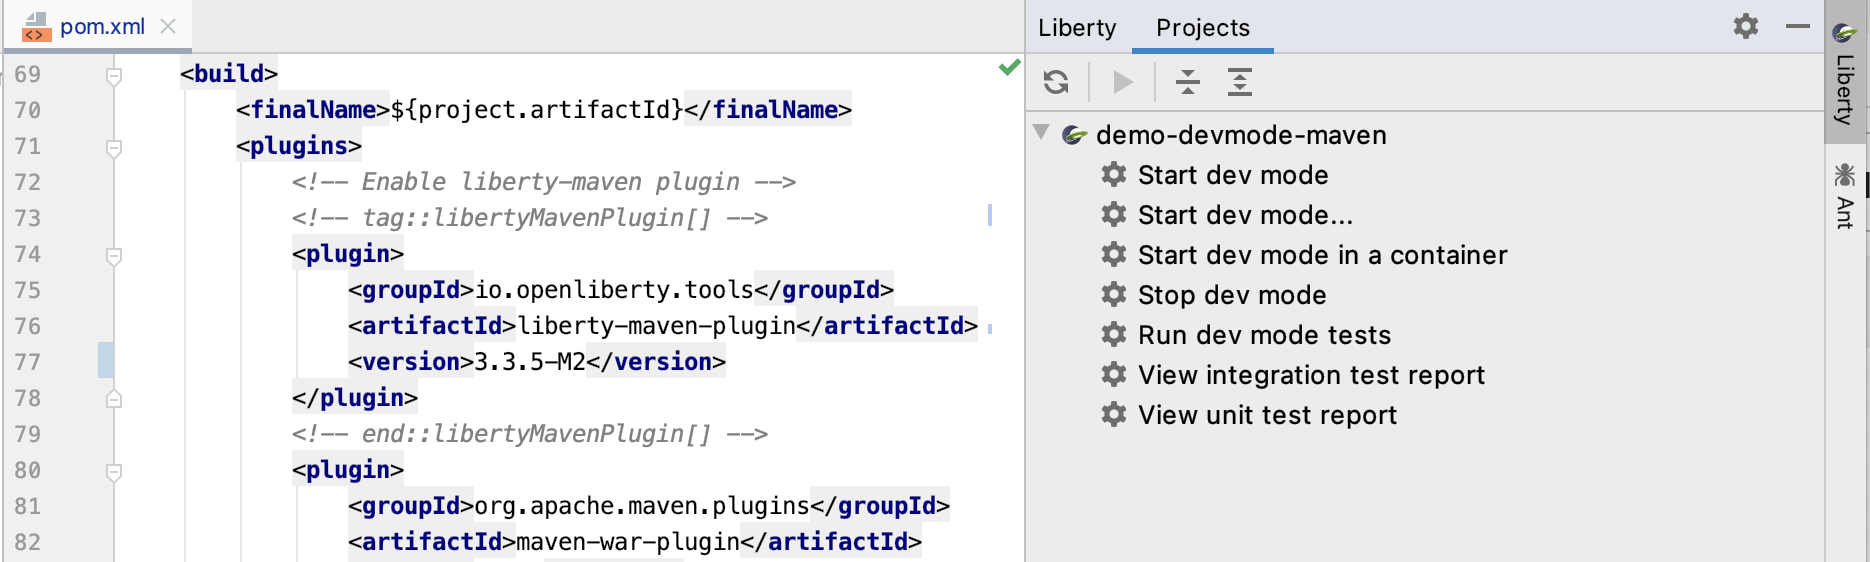 pom.xml
69 <build>
70 <finalName>${project.artifactId}</finalName>
71 <plugins>
72 <!-- Enable liberty-maven plugin -->
73 <!-- tag::libertyMavenPlugin[] -->
74 <plugin>
75 <groupId>io.openliberty.tools</groupId>
76 <artifactId>liberty-maven-plugin</artifactId>
77 <version>3.3.5-M2</version>
78 </plugin>
79 <!-- end::libertyMavenPlugin[] -->
80 <plugin>
81 <groupId>org.apache.maven.plugins</groupId>
82 <artifactId>maven-war-plugin</artifactId>
Liberty Projects
demo-devmode-maven
Start dev mode
Start dev mode...
Start dev mode in a container
Stop dev mode
Run dev mode tests
View integration test report
View unit test report
Liberty
Ant